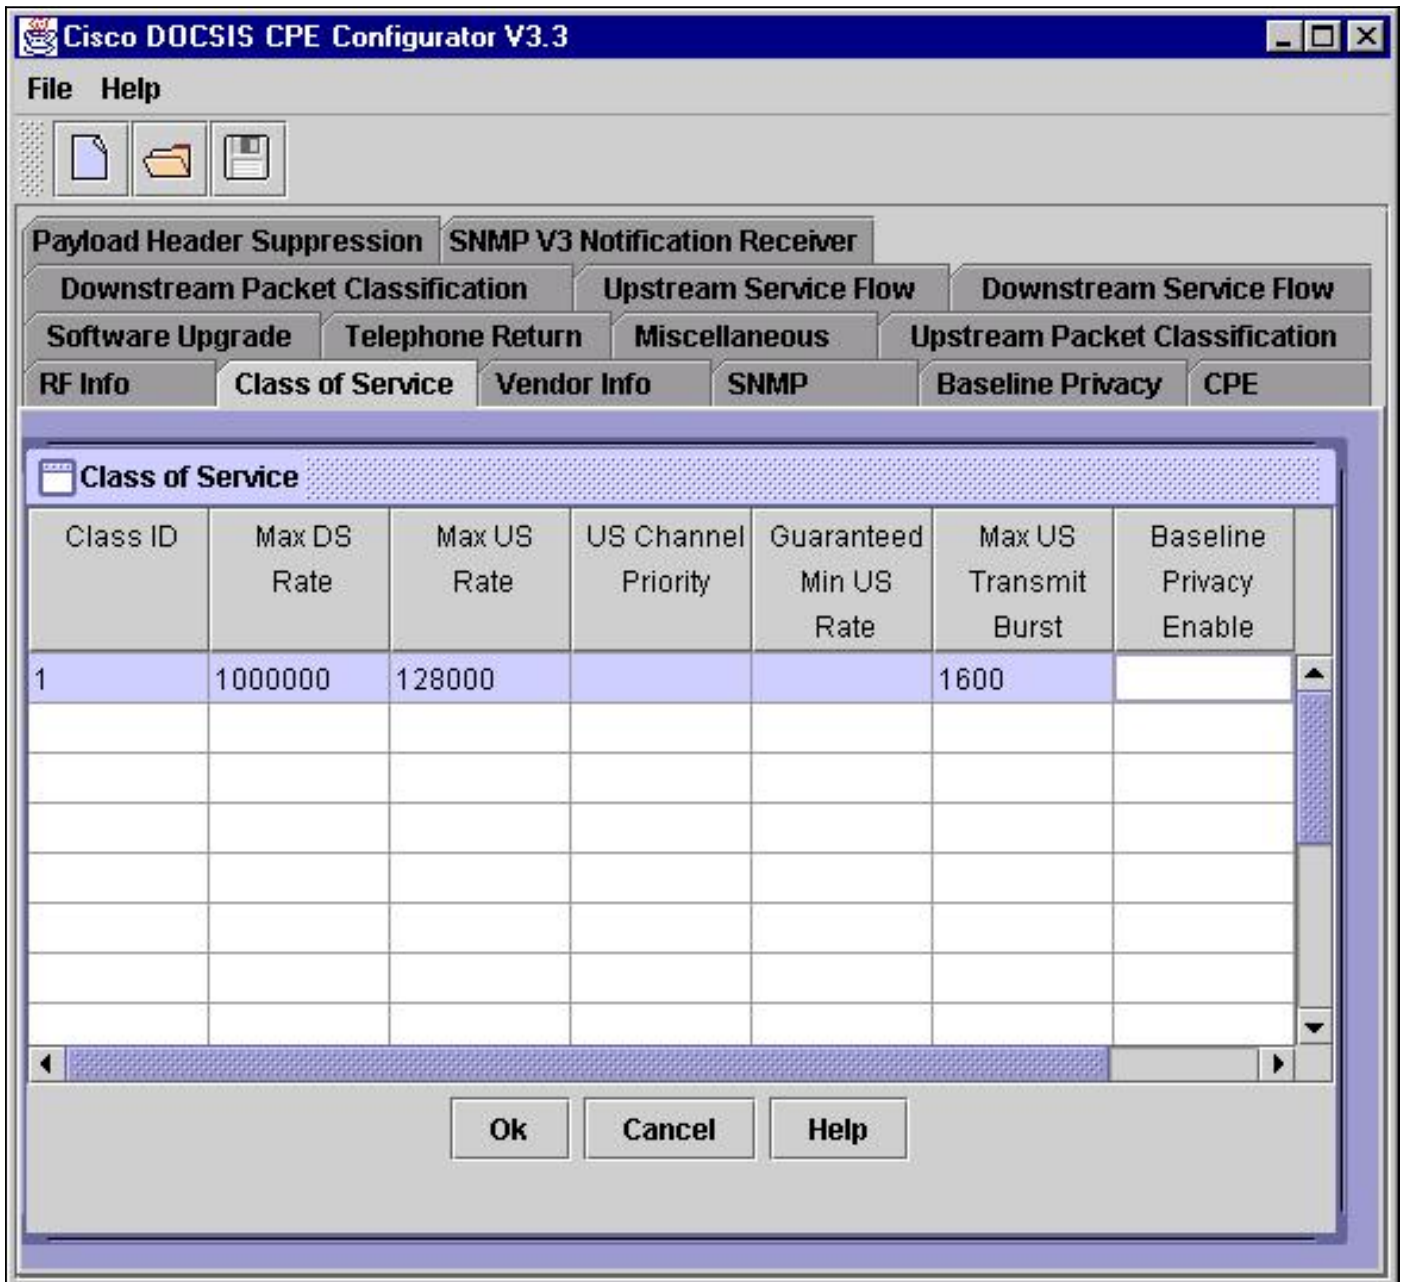 Cisco DOCSIS CPE Configurator V3.3
File Help
Payload Header Suppression SNMP V3 Notification Receiver
Downstream Packet Classification Upstream Service Flow Downstream Service Flow
Software Upgrade Telephone Return Miscellaneous Upstream Packet Classification
RF Info Class of Service Vendor Info SNMP Baseline Privacy CPE
Class of Service
Class ID Max DS Max US US Channel Guaranteed Max US Baseline
Rate Rate Priority Min US Transmit Privacy
Rate Burst Enable
1 1000000 128000 1600
Ok Cancel Help